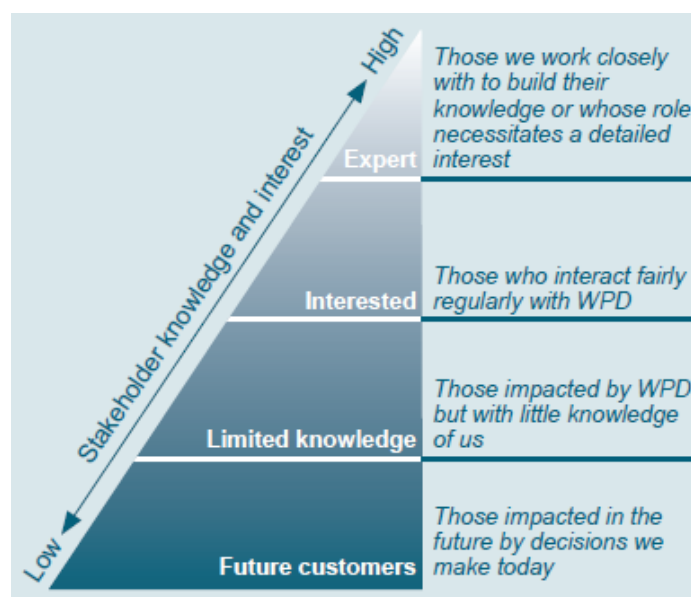 High
Stakeholder knowledge and interest
Low
Expert
Those we work closely
with to build their
knowledge or whose role
necessitates a detailed
interest
Interested
Those who interact fairly
regularly with WPD
Limited knowledge
Those impacted by WPD
but with little knowledge
of us
Future customers
Those impacted in the
future by decisions we
make today